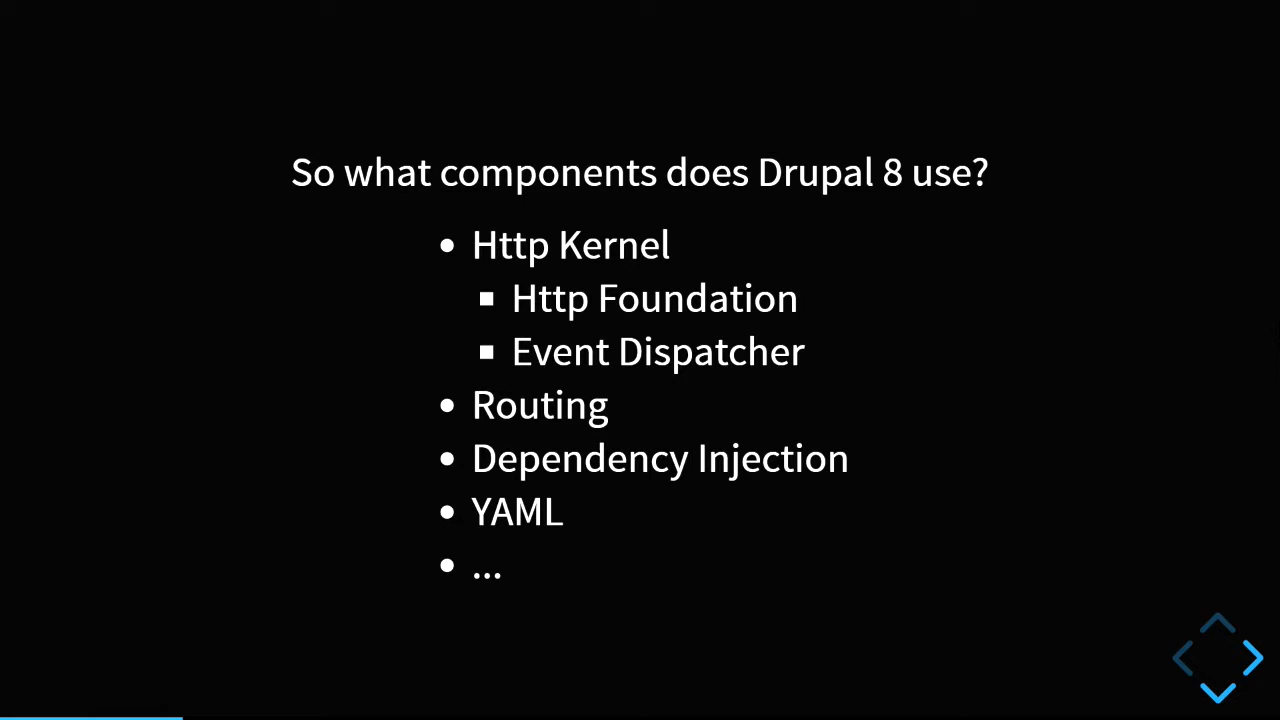 So what components does Drupal 8 use?
• Http Kernel
▪ Http Foundation
▪ Event Dispatcher
• Routing
• Dependency Injection
• YAML
• ...